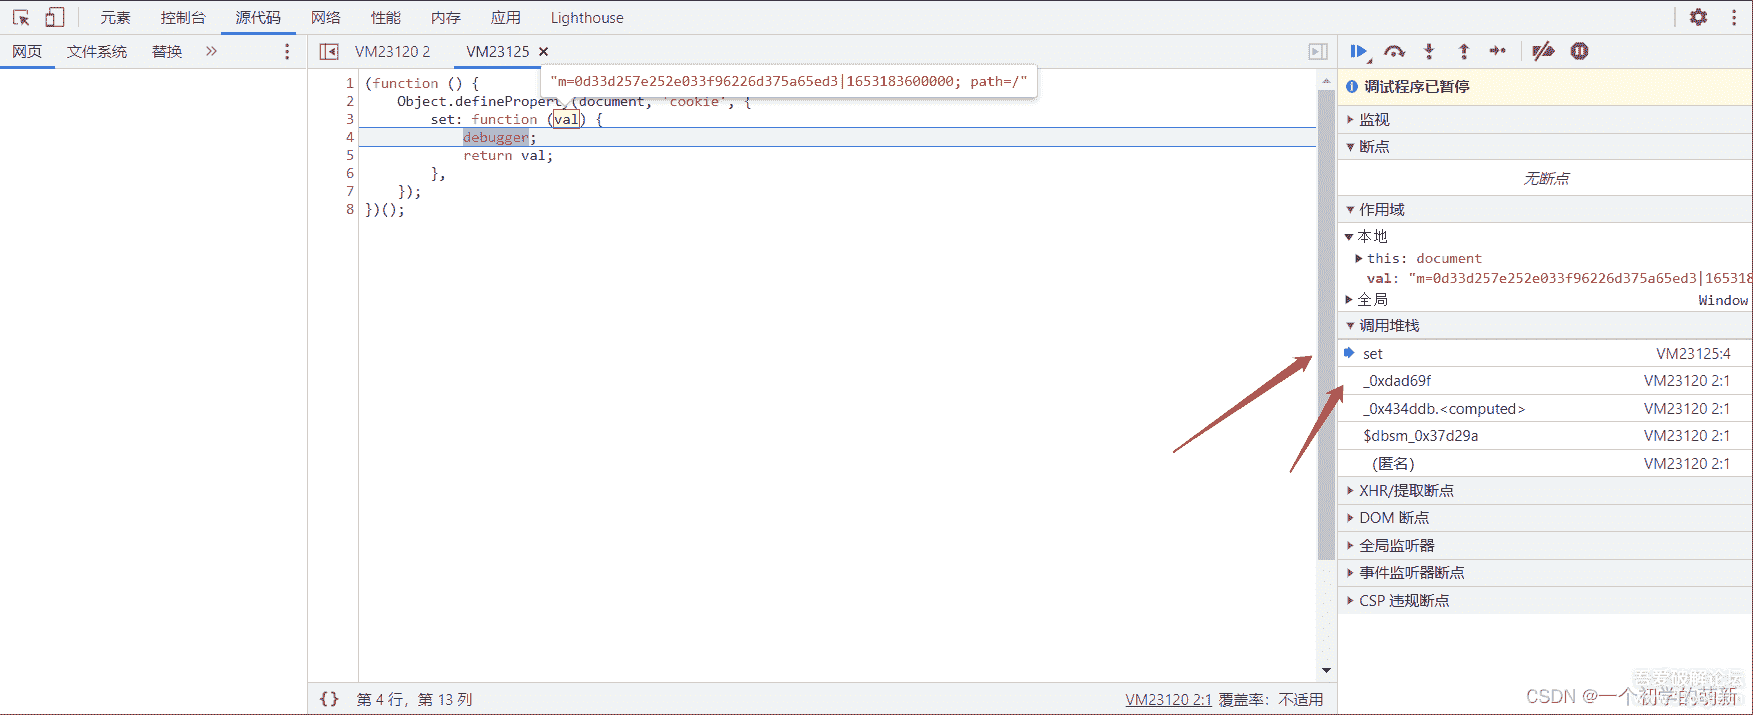 元素 控制台 源代码 网络 性能 内存 应用 Lighthouse
网页 文件系统 替换 » VM23120 2 VM23125 ×
"m=0d33d257e252e033f96226d375a65ed3|1653183600000; path=/"
1 (function () {
2 Object.defineProperty(document, 'cookie', {
3 set: function (val) {
4 debugger;
5 return val;
6 },
7 });
8 })();
{} 第 4 行，第 13 列
VM23120 2:1 覆盖率：不适用
调试程序已暂停
监视
断点
无断点
作用域
本地
this: document
val: "m=0d33d257e252e033f96226d375a65ed3|165318
全局 Window
调用堆栈
set VM23125:4
_0xdad69f VM23120 2:1
_0x434ddb.<computed> VM23120 2:1
$dbsm_0x37d29a VM23120 2:1
(匿名) VM23120 2:1
XHR/提取断点
DOM 断点
全局监听器
事件监听器断点
CSP 违规断点
吾爱破解论坛
CSDN @一个初学的萌新